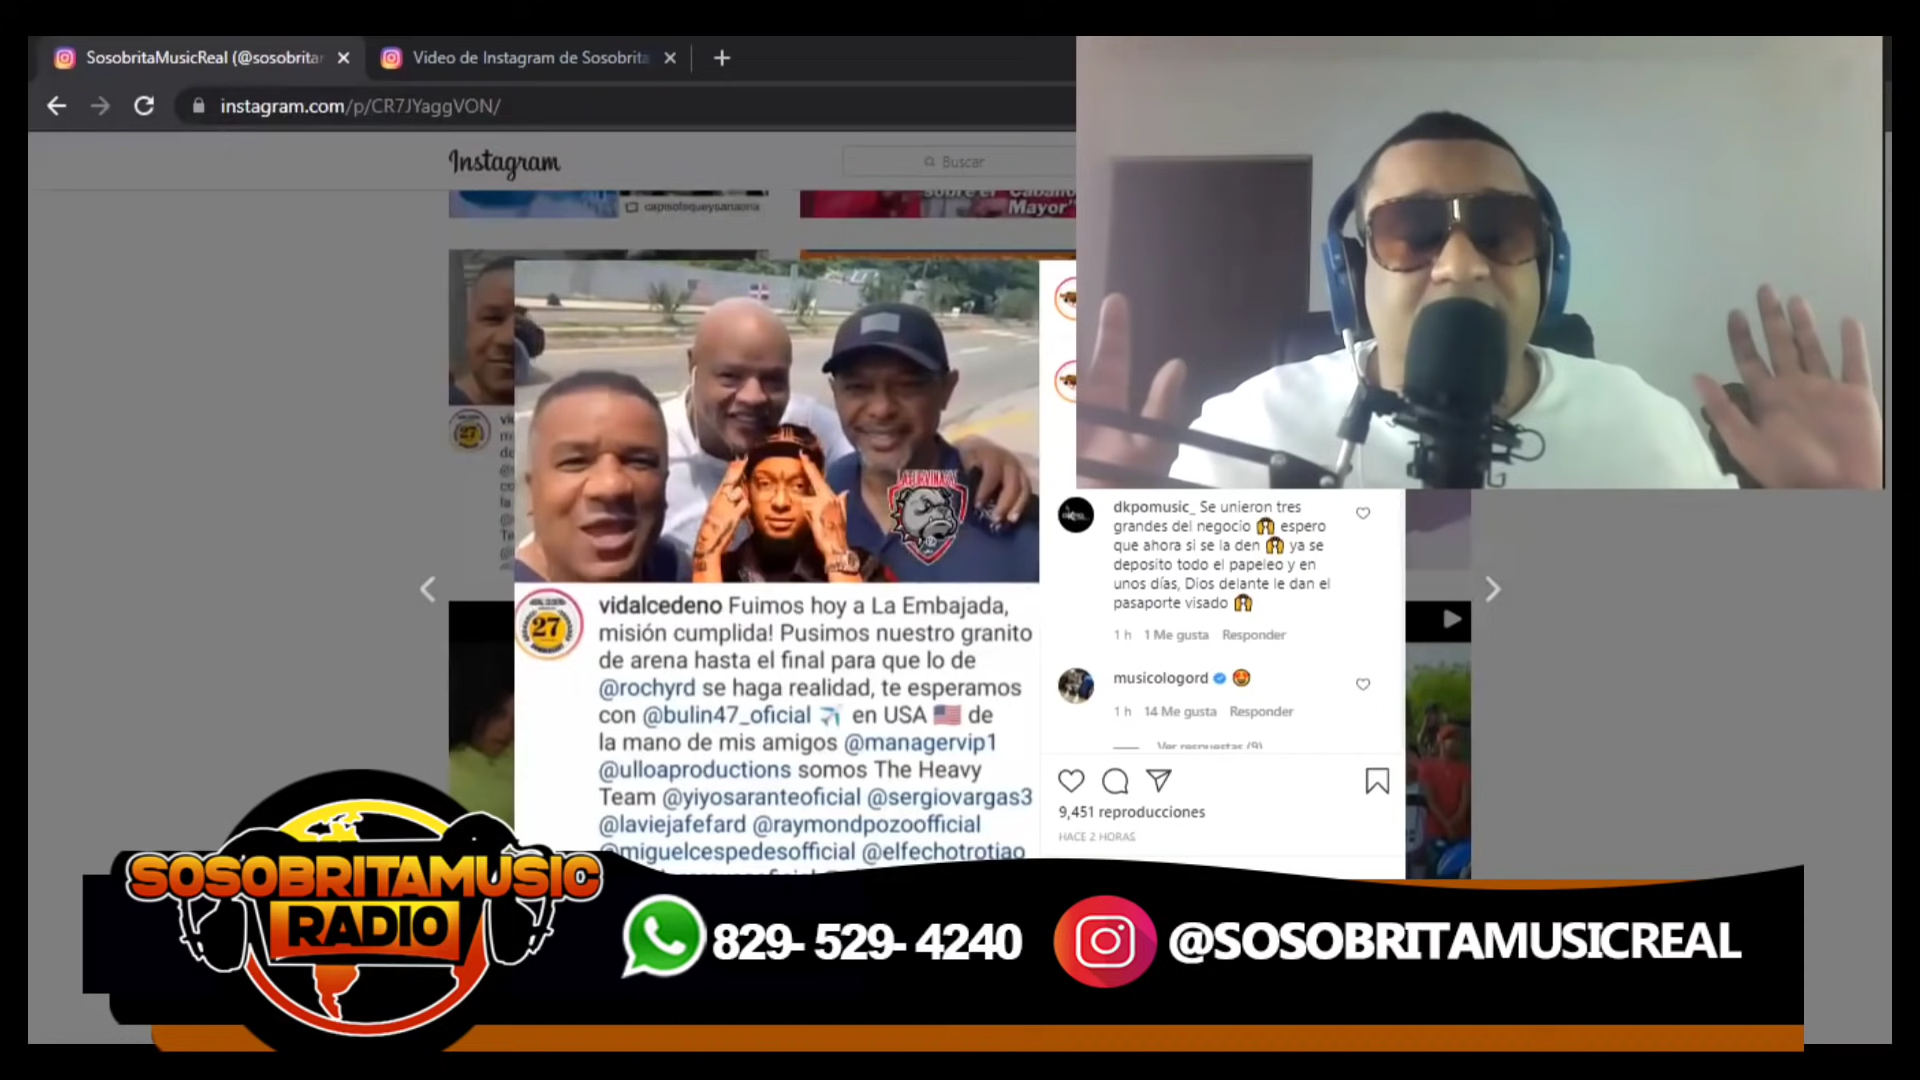 SosobritaMusicReal (@sosobritar
Video de Instagram de Sosobrita
instagram.com/p/CR7JYaggVON/
Instagram
Buscar
Mayor"
27
vidalcedeno Fuimos hoy a La Embajada,
misión cumplida! Pusimos nuestro granito
de arena hasta el final para que lo de
@rochyrd se haga realidad, te esperamos
con @bulin47_oficial ✈️ en USA 🇺🇸 de
la mano de mis amigos @managervip1
@ulloaproductions somos The Heavy
Team @yiyosaranteoficial @sergiovargas3
@laviejafefard @raymondpozoofficial
@miguelcespedesofficial @elfechotrotiao
dkpomusic_ Se unieron tres
grandes del negocio 🙌 espero
que ahora si se la den 🙌 ya se
deposito todo el papeleo y en
unos días, Dios delante le dan el
pasaporte visado 🙌
1 h 1 Me gusta Responder
musicologord 😍
1 h 14 Me gusta Responder
Ver respuestas (9)
9,451 reproducciones
HACE 2 HORAS
SOSOBRITAMUSIC
RADIO
829- 529- 4240
@SOSOBRITAMUSICREAL